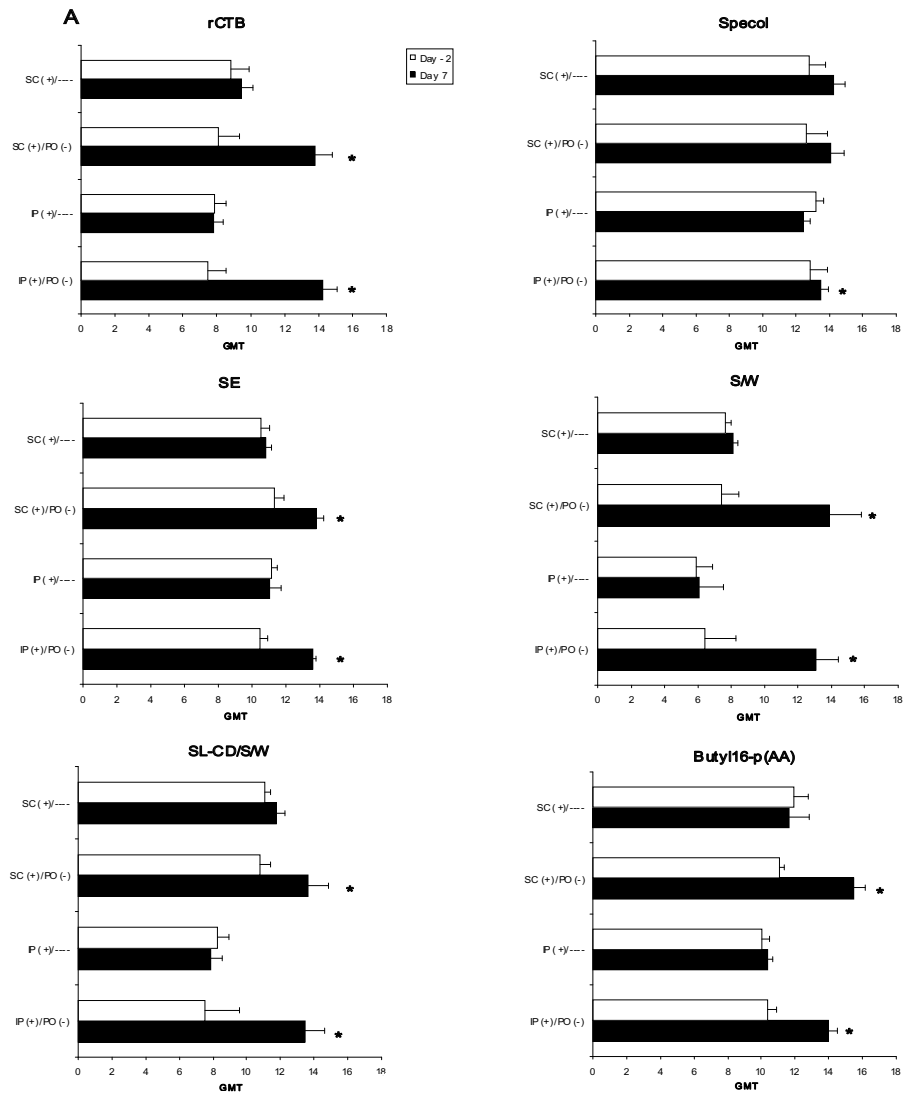 A
rCTB
Day - 2
Day 7
SC (+)/----
SC (+)/PO (-)
IP (+)/----
IP (+)/PO (-)
*
*
0 2 4 6 8 10 12 14 16 18
GMT
Specol
SC (+)/----
SC (+)/PO (-)
IP (+)/----
IP (+)/PO (-)
*
0 2 4 6 8 10 12 14 16 18
GMT
SE
SC (+)/----
SC (+)/PO (-)
IP (+)/----
IP (+)/PO (-)
*
*
0 2 4 6 8 10 12 14 16 18
GMT
S/W
SC (+)/----
SC (+)/PO (-)
IP (+)/----
IP (+)/PO (-)
*
*
0 2 4 6 8 10 12 14 16 18
GMT
SL-CD/S/W
SC (+)/----
SC (+)/PO (-)
IP (+)/----
IP (+)/PO (-)
*
*
0 2 4 6 8 10 12 14 16 18
GMT
Butyl16-p(AA)
SC (+)/----
SC (+)/PO (-)
IP (+)/----
IP (+)/PO (-)
*
*
0 2 4 6 8 10 12 14 16 18
GMT